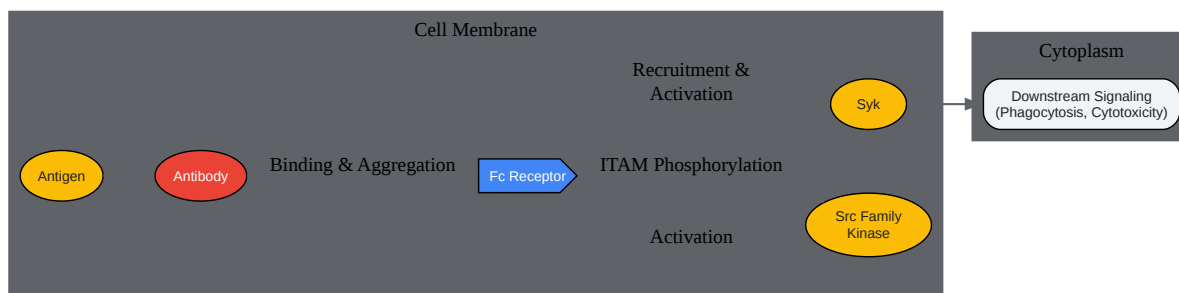 Cell Membrane
Cytoplasm
Recruitment &
Activation
Syk
Downstream Signaling
(Phagocytosis, Cytotoxicity)
Antigen
Antibody
Binding & Aggregation
Fc Receptor
ITAM Phosphorylation
Src Family
Kinase
Activation